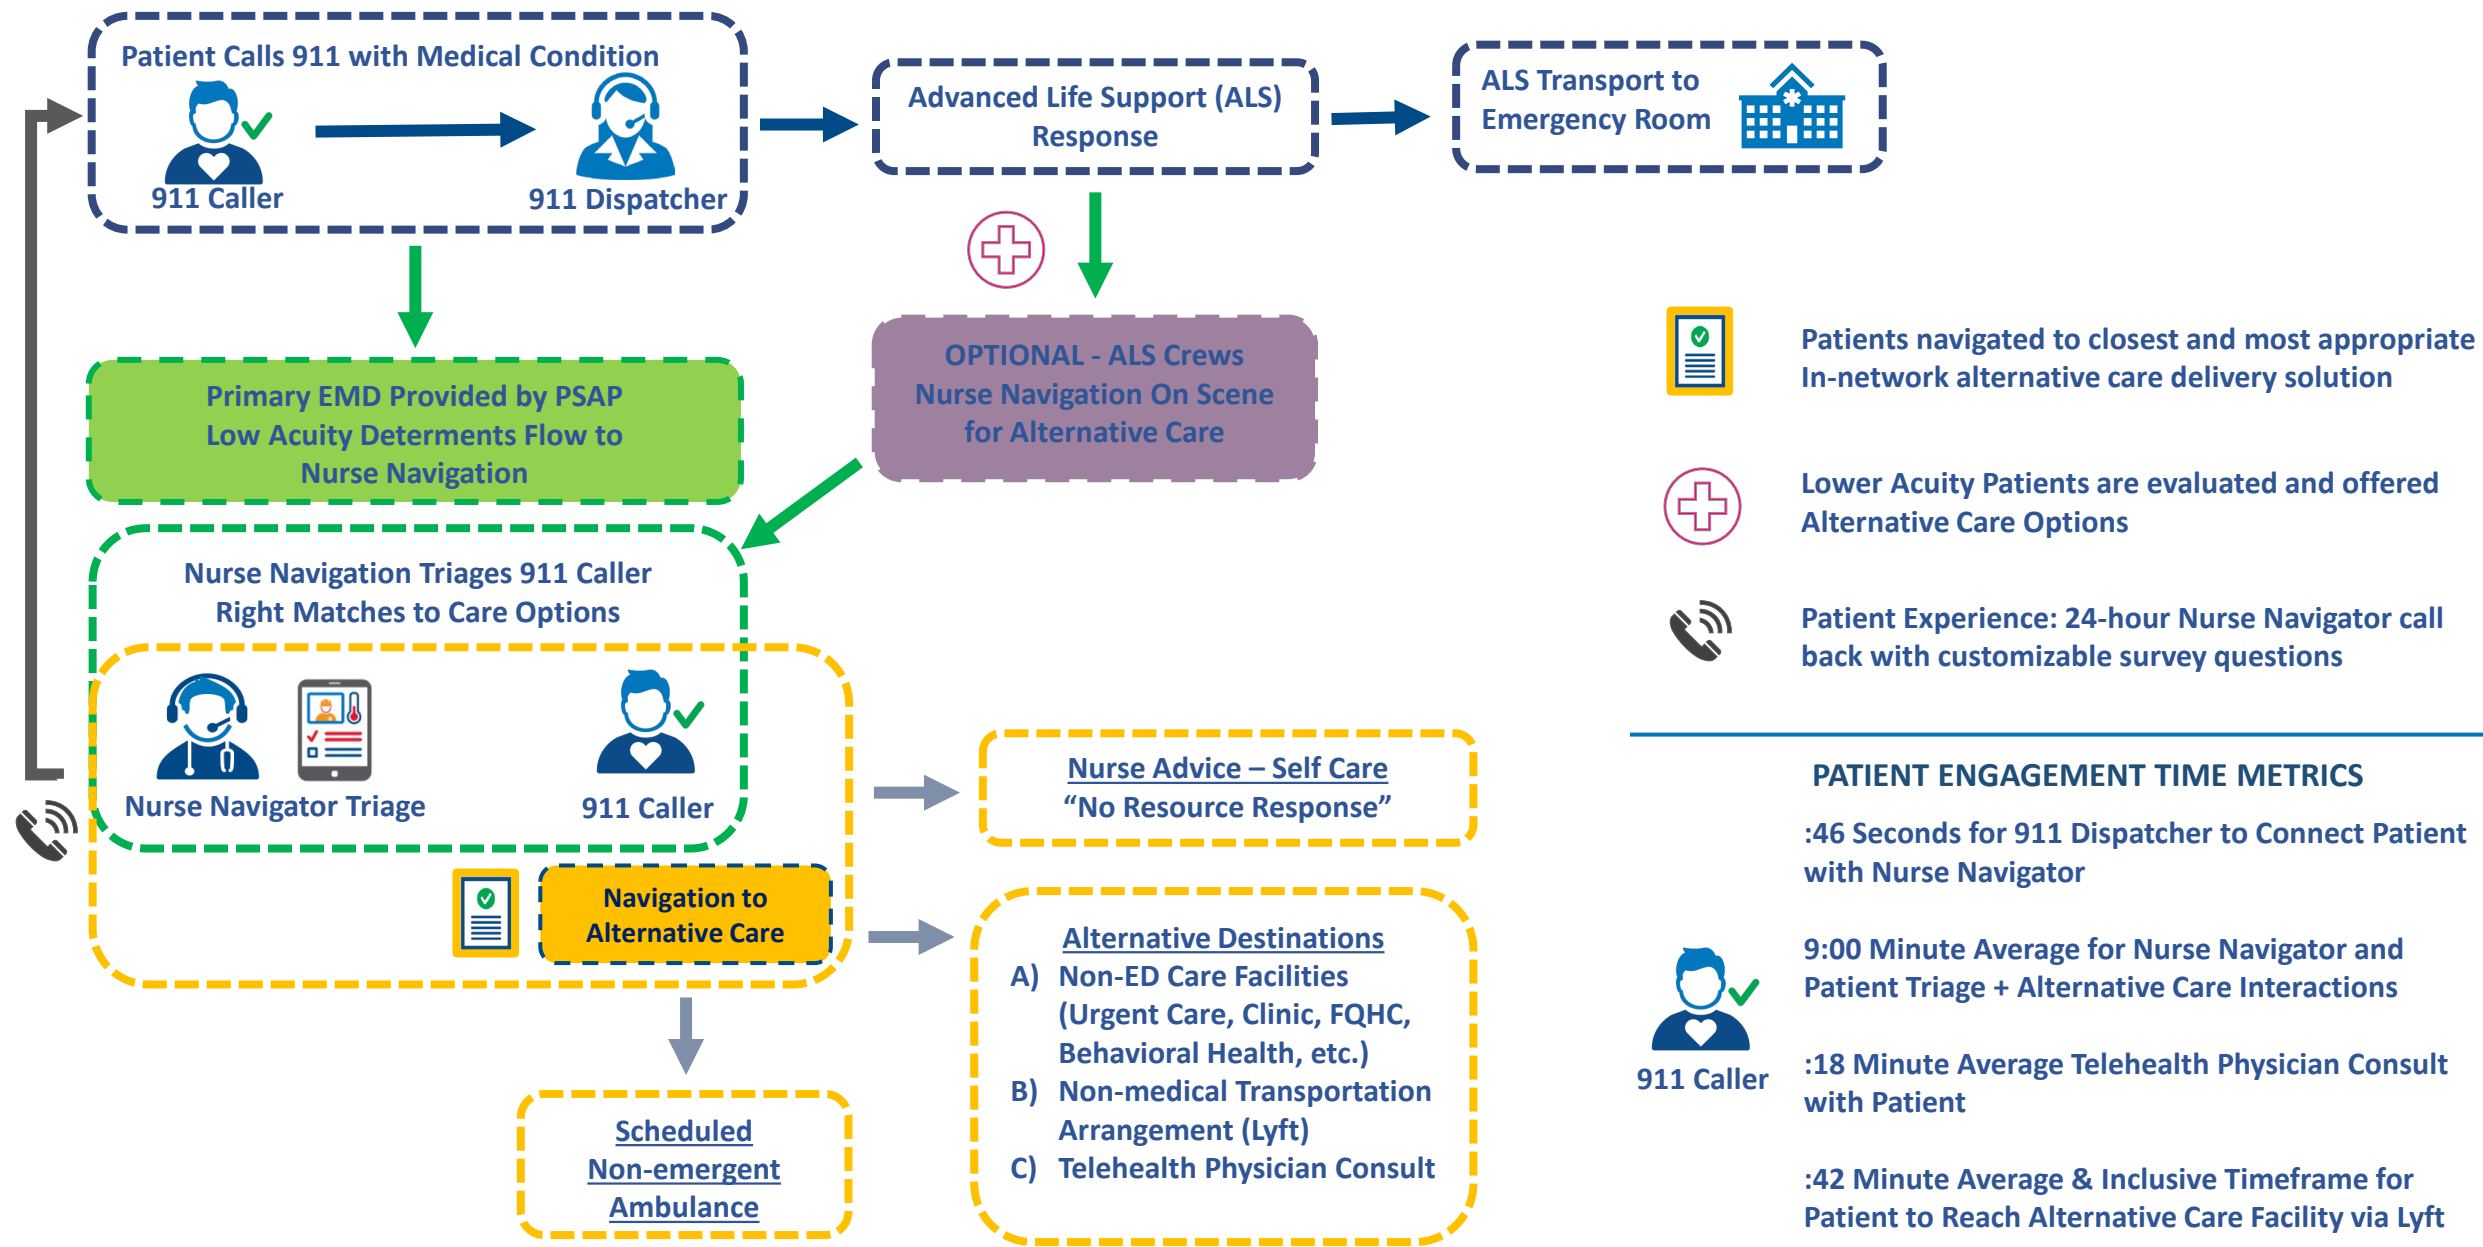 Patient Calls 911 with Medical Condition
911 Caller
911 Dispatcher
Advanced Life Support (ALS)
Response
ALS Transport to
Emergency Room
Primary EMD Provided by PSAP
Low Acuity Determents Flow to
Nurse Navigation
OPTIONAL - ALS Crews
Nurse Navigation On Scene
for Alternative Care
Nurse Navigation Triages 911 Caller
Right Matches to Care Options
Nurse Navigator Triage
911 Caller
Navigation to
Alternative Care
Nurse Advice – Self Care
“No Resource Response”
Alternative Destinations
A) Non-ED Care Facilities
(Urgent Care, Clinic, FQHC,
Behavioral Health, etc.)
B) Non-medical Transportation
Arrangement (Lyft)
C) Telehealth Physician Consult
Scheduled
Non-emergent
Ambulance
Patients navigated to closest and most appropriate
In-network alternative care delivery solution
Lower Acuity Patients are evaluated and offered
Alternative Care Options
Patient Experience: 24-hour Nurse Navigator call
back with customizable survey questions
PATIENT ENGAGEMENT TIME METRICS
:46 Seconds for 911 Dispatcher to Connect Patient
with Nurse Navigator
9:00 Minute Average for Nurse Navigator and
Patient Triage + Alternative Care Interactions
911 Caller
:18 Minute Average Telehealth Physician Consult
with Patient
:42 Minute Average & Inclusive Timeframe for
Patient to Reach Alternative Care Facility via Lyft